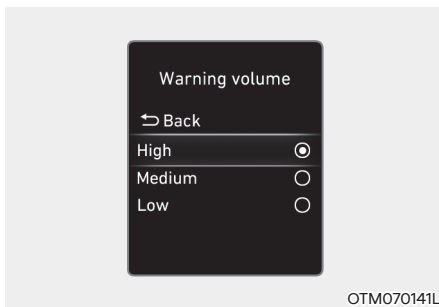 Warning volume
Back
High
Medium
Low
OTM070141L